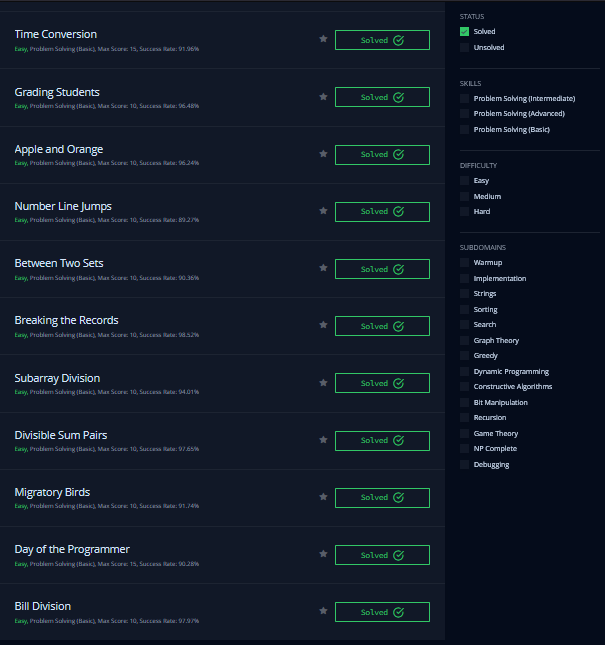 Time Conversion
Easy, Problem Solving (Basic), Max Score: 15, Success Rate: 91.96%
Solved
Grading Students
Easy, Problem Solving (Basic), Max Score: 10, Success Rate: 96.48%
Solved
Apple and Orange
Easy, Problem Solving (Basic), Max Score: 10, Success Rate: 96.24%
Solved
Number Line Jumps
Easy, Problem Solving (Basic), Max Score: 10, Success Rate: 89.27%
Solved
Between Two Sets
Easy, Problem Solving (Basic), Max Score: 10, Success Rate: 90.36%
Solved
Breaking the Records
Easy, Problem Solving (Basic), Max Score: 10, Success Rate: 98.52%
Solved
Subarray Division
Easy, Problem Solving (Basic), Max Score: 10, Success Rate: 94.01%
Solved
Divisible Sum Pairs
Easy, Problem Solving (Basic), Max Score: 10, Success Rate: 97.65%
Solved
Migratory Birds
Easy, Problem Solving (Basic), Max Score: 10, Success Rate: 91.74%
Solved
Day of the Programmer
Easy, Problem Solving (Basic), Max Score: 15, Success Rate: 90.28%
Solved
Bill Division
Easy, Problem Solving (Basic), Max Score: 10, Success Rate: 97.97%
Solved
STATUS
Solved
Unsolved
SKILLS
Problem Solving (Intermediate)
Problem Solving (Advanced)
Problem Solving (Basic)
DIFFICULTY
Easy
Medium
Hard
SUBDOMAINS
Warmup
Implementation
Strings
Sorting
Search
Graph Theory
Greedy
Dynamic Programming
Constructive Algorithms
Bit Manipulation
Recursion
Game Theory
NP Complete
Debugging